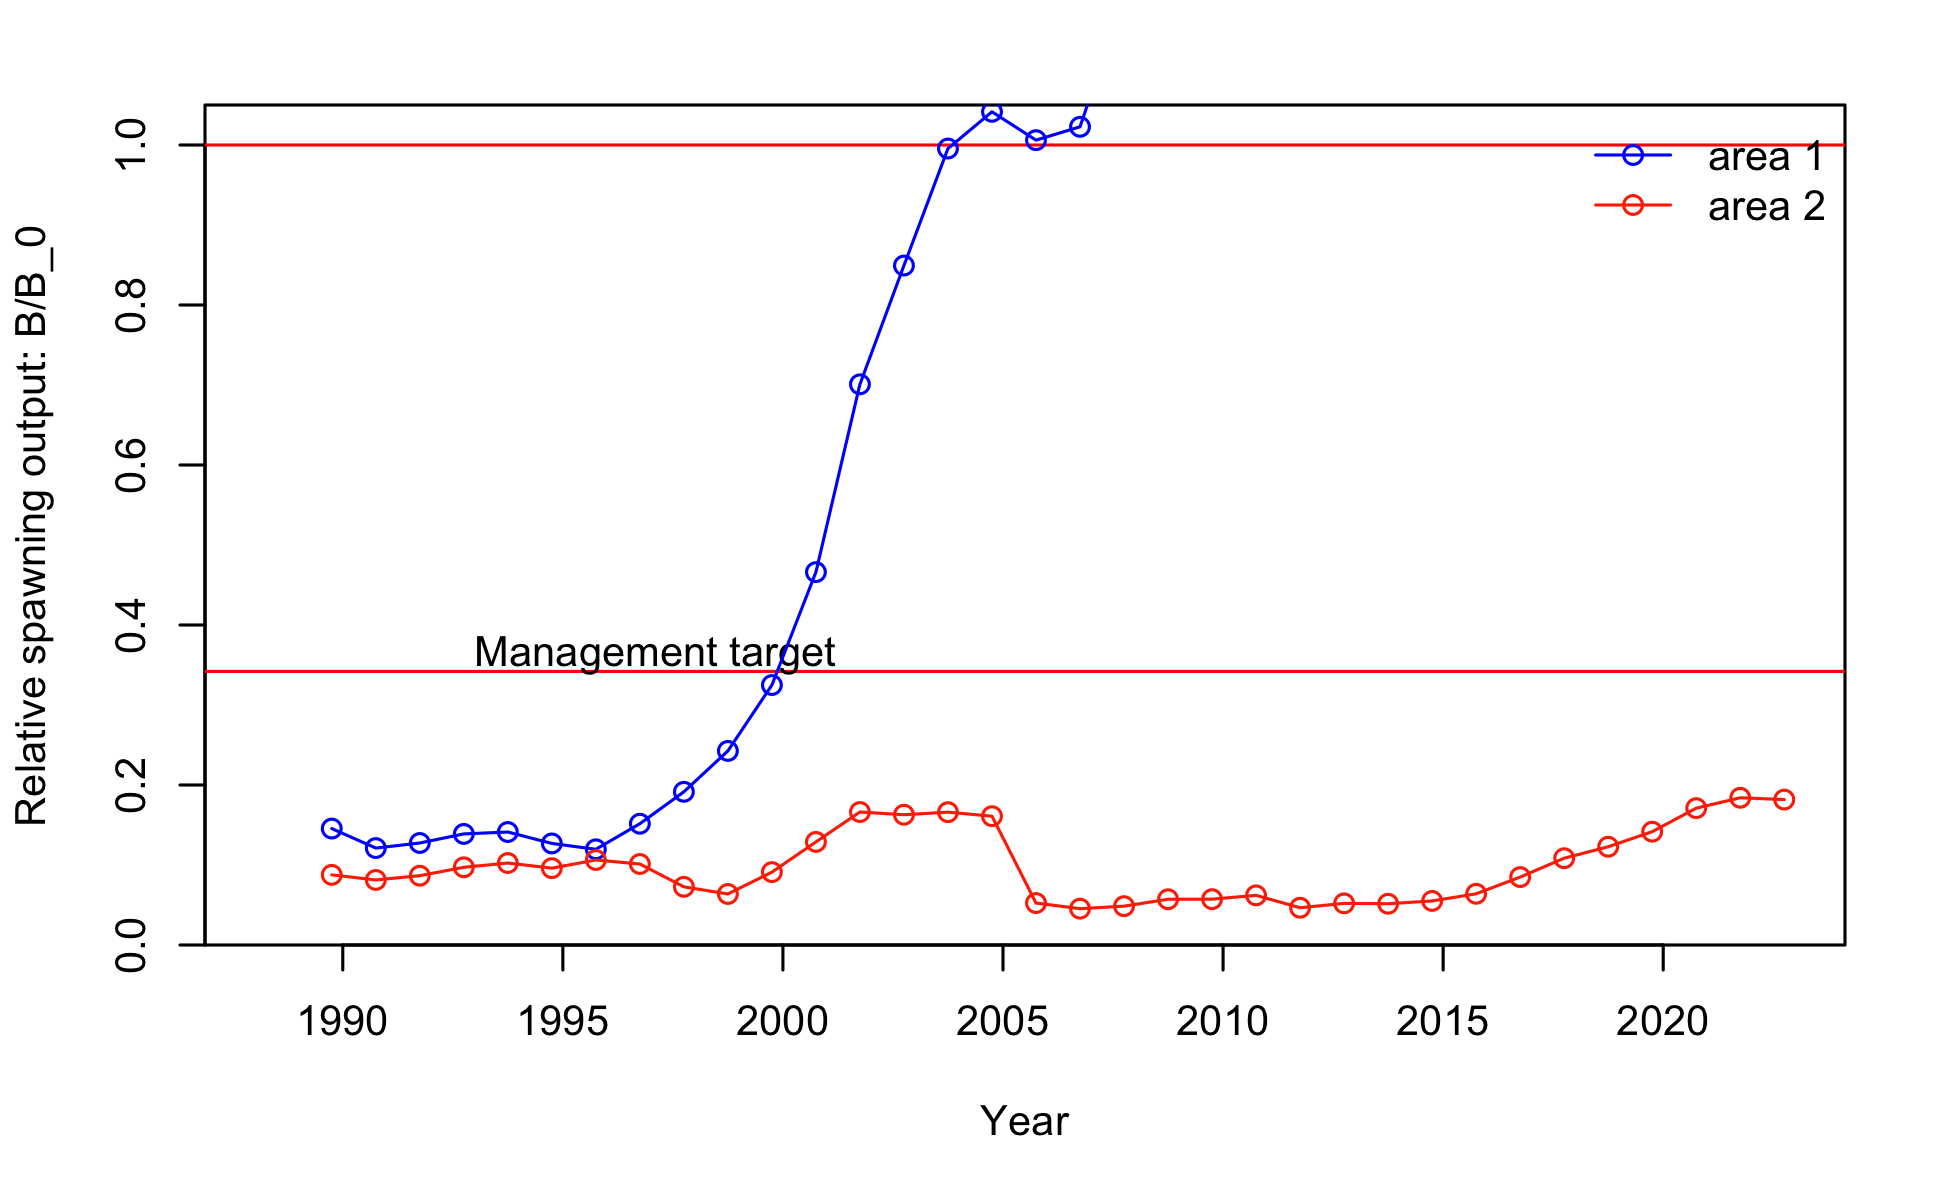 Relative spawning output: B/B_0
1.0
0.8
0.6
0.4
0.2
0.0
area 1
area 2
Management target
1990 1995 2000 2005 2010 2015 2020
Year